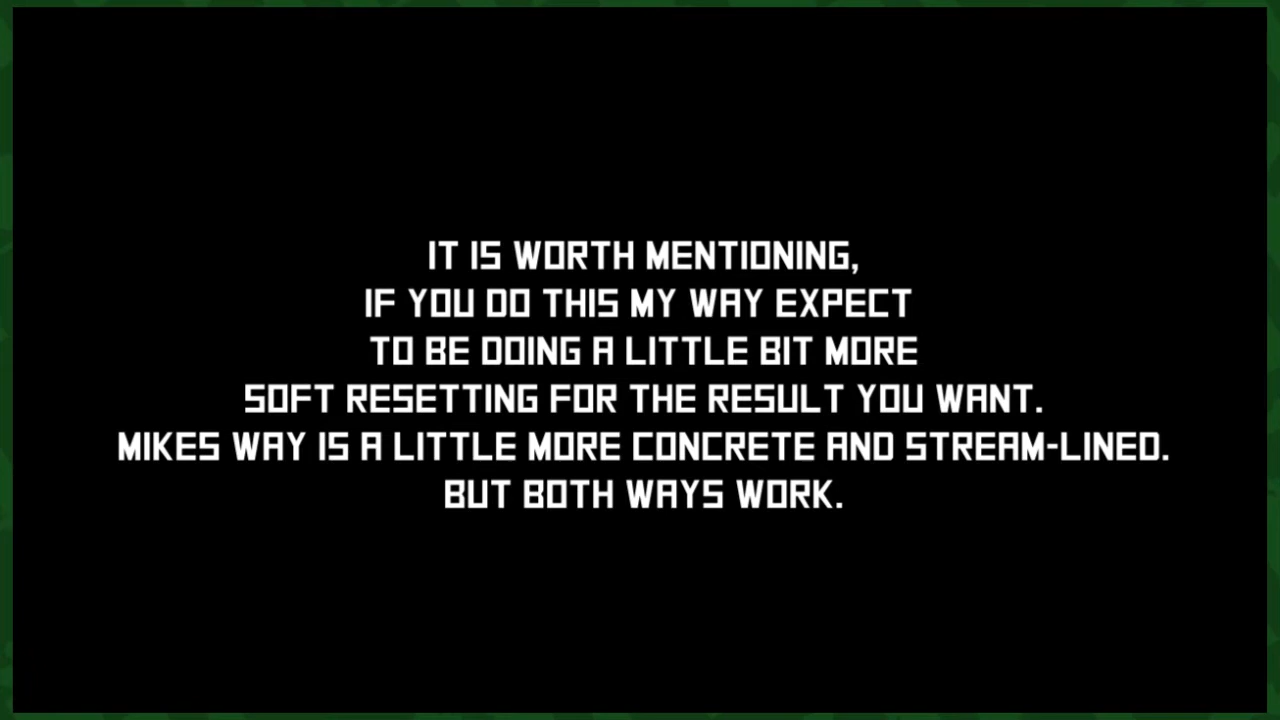 IT IS WORTH MENTIONING,
IF YOU DO THIS MY WAY EXPECT
TO BE DOING A LITTLE BIT MORE
SOFT RESETTING FOR THE RESULT YOU WANT.
MIKES WAY IS A LITTLE MORE CONCRETE AND STREAM-LINED.
BUT BOTH WAYS WORK.